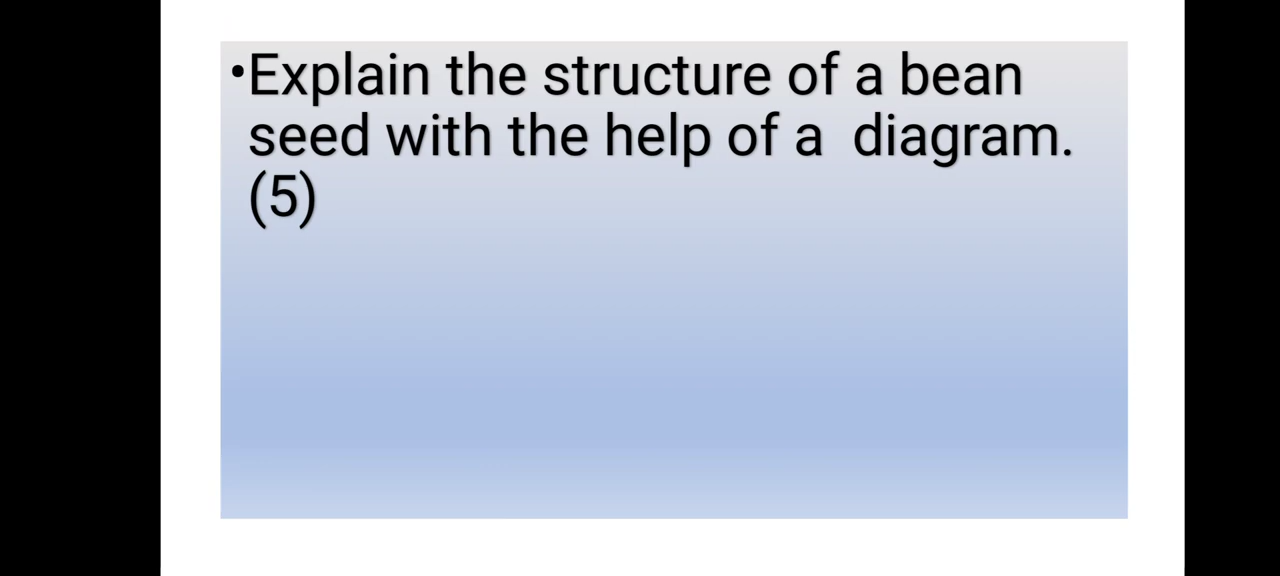 •Explain the structure of a bean
seed with the help of a  diagram.
(5)